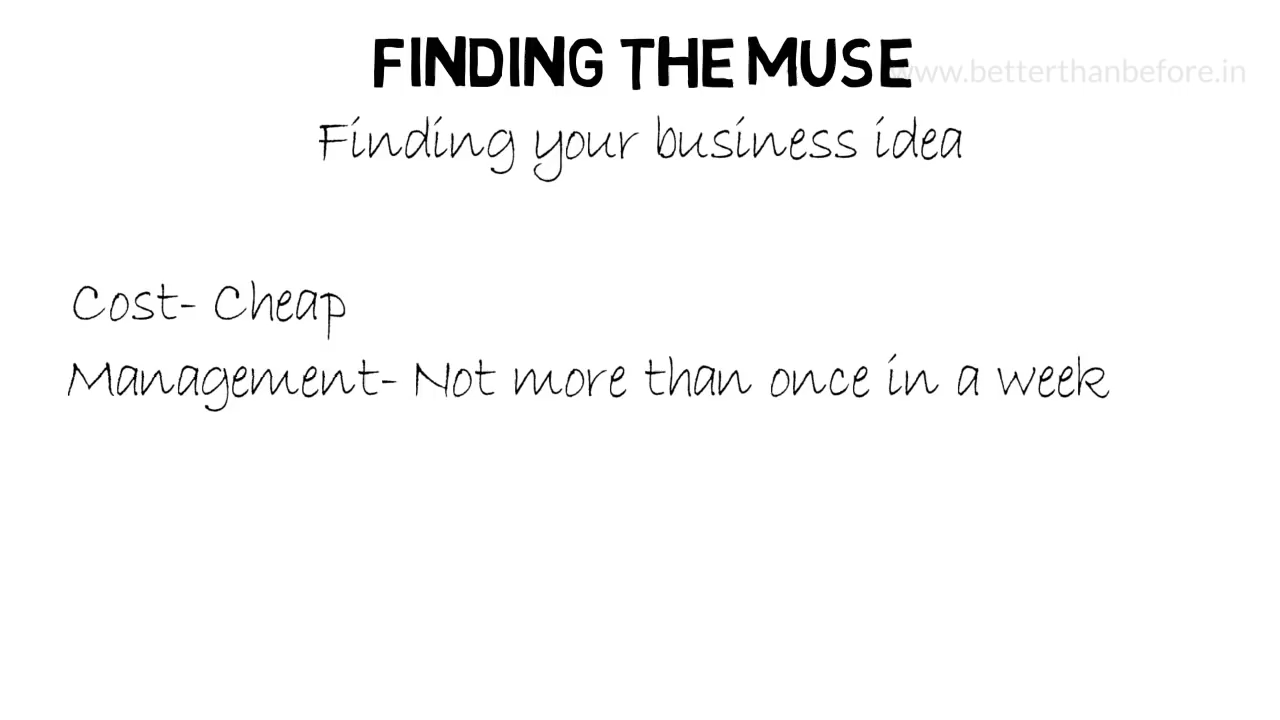 FINDING THE MUSE
www.betterthanbefore.in
Finding your business idea
Cost- Cheap
Management- Not more than once in a week